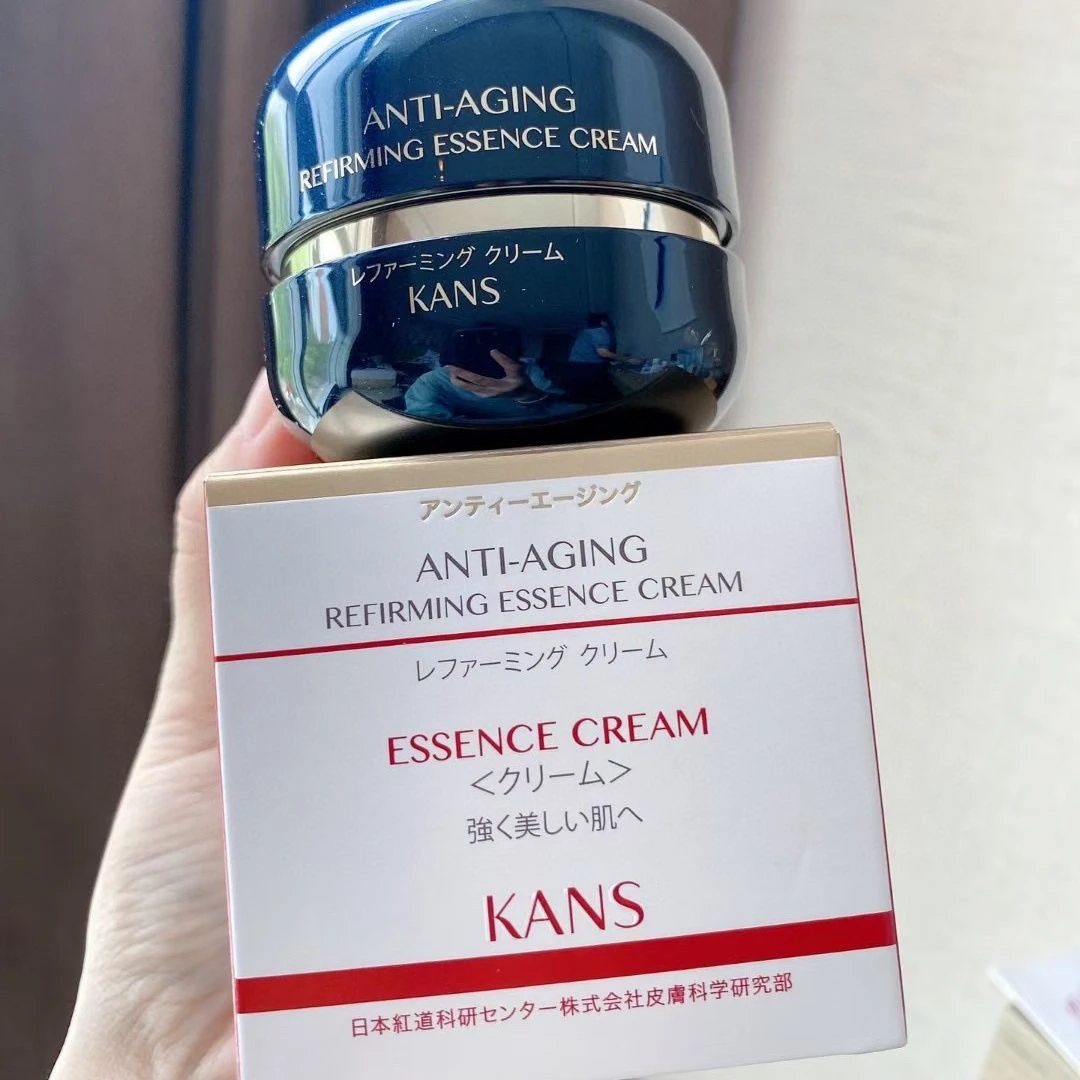 ANTI-AGING
REFIRMING ESSENCE CREAM
レファーミング クリーム
KANS
アンティーエージング
ANTI-AGING
REFIRMING ESSENCE CREAM
レファーミング クリーム
ESSENCE CREAM
<クリーム>
強く美しい肌へ
KANS
日本紅道科研センター株式会社皮膚科学研究部